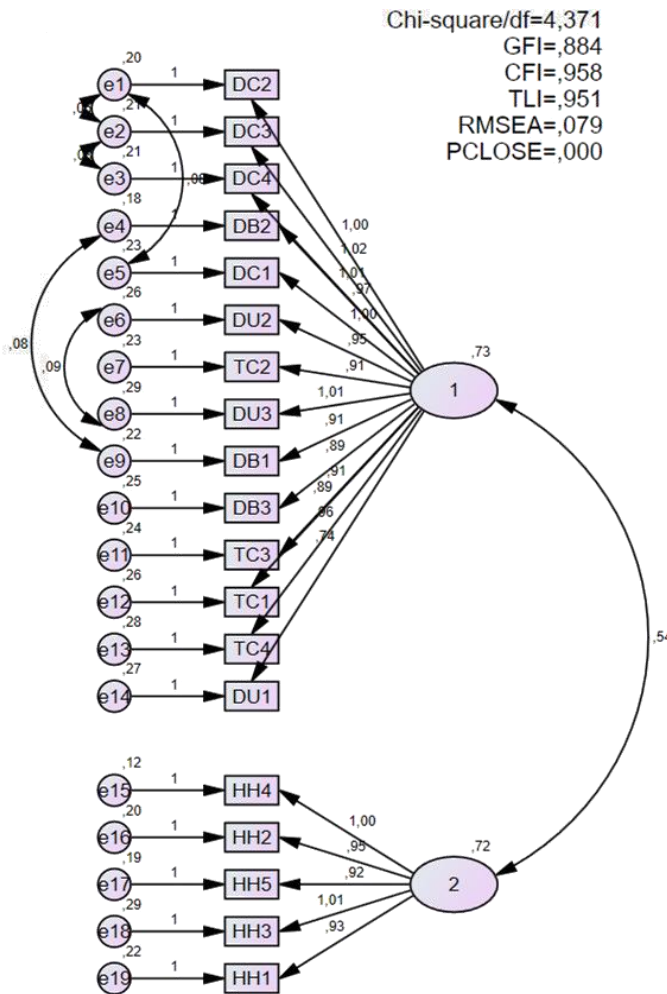 Chi-square/df=4,371
GFI=,884
CFI=,958
TLI=,951
RMSEA=,079
PCLOSE=,000
,20
e1 1 DC2
,21
e2 1 DC3
,21
e3 1 DC4
,18
e4 1 DB2
,23
e5 1 DC1
,26
e6 1 DU2
,23
e7 1 TC2
,29
e8 1 DU3
,22
e9 1 DB1
,25
e10 1 DB3
,24
e11 1 TC3
,26
e12 1 TC1
,28
e13 1 TC4
,27
e14 1 DU1
,08
,09
1,00
1,02
1,01
,97
1,00
,95
,91
1,01
,91
,89
,91
,89
,96
,74
,73
1
,54
,12
e15 1 HH4
,20
e16 1 HH2
,19
e17 1 HH5
,29
e18 1 HH3
,22
e19 1 HH1
1,00
,95
,92
1,01
,93
,72
2